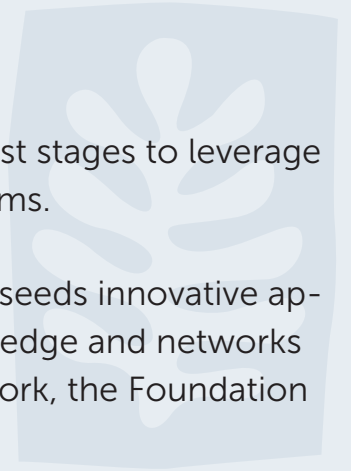 st stages to leverage
ms.
seeds innovative ap-
edge and networks
ork, the Foundation